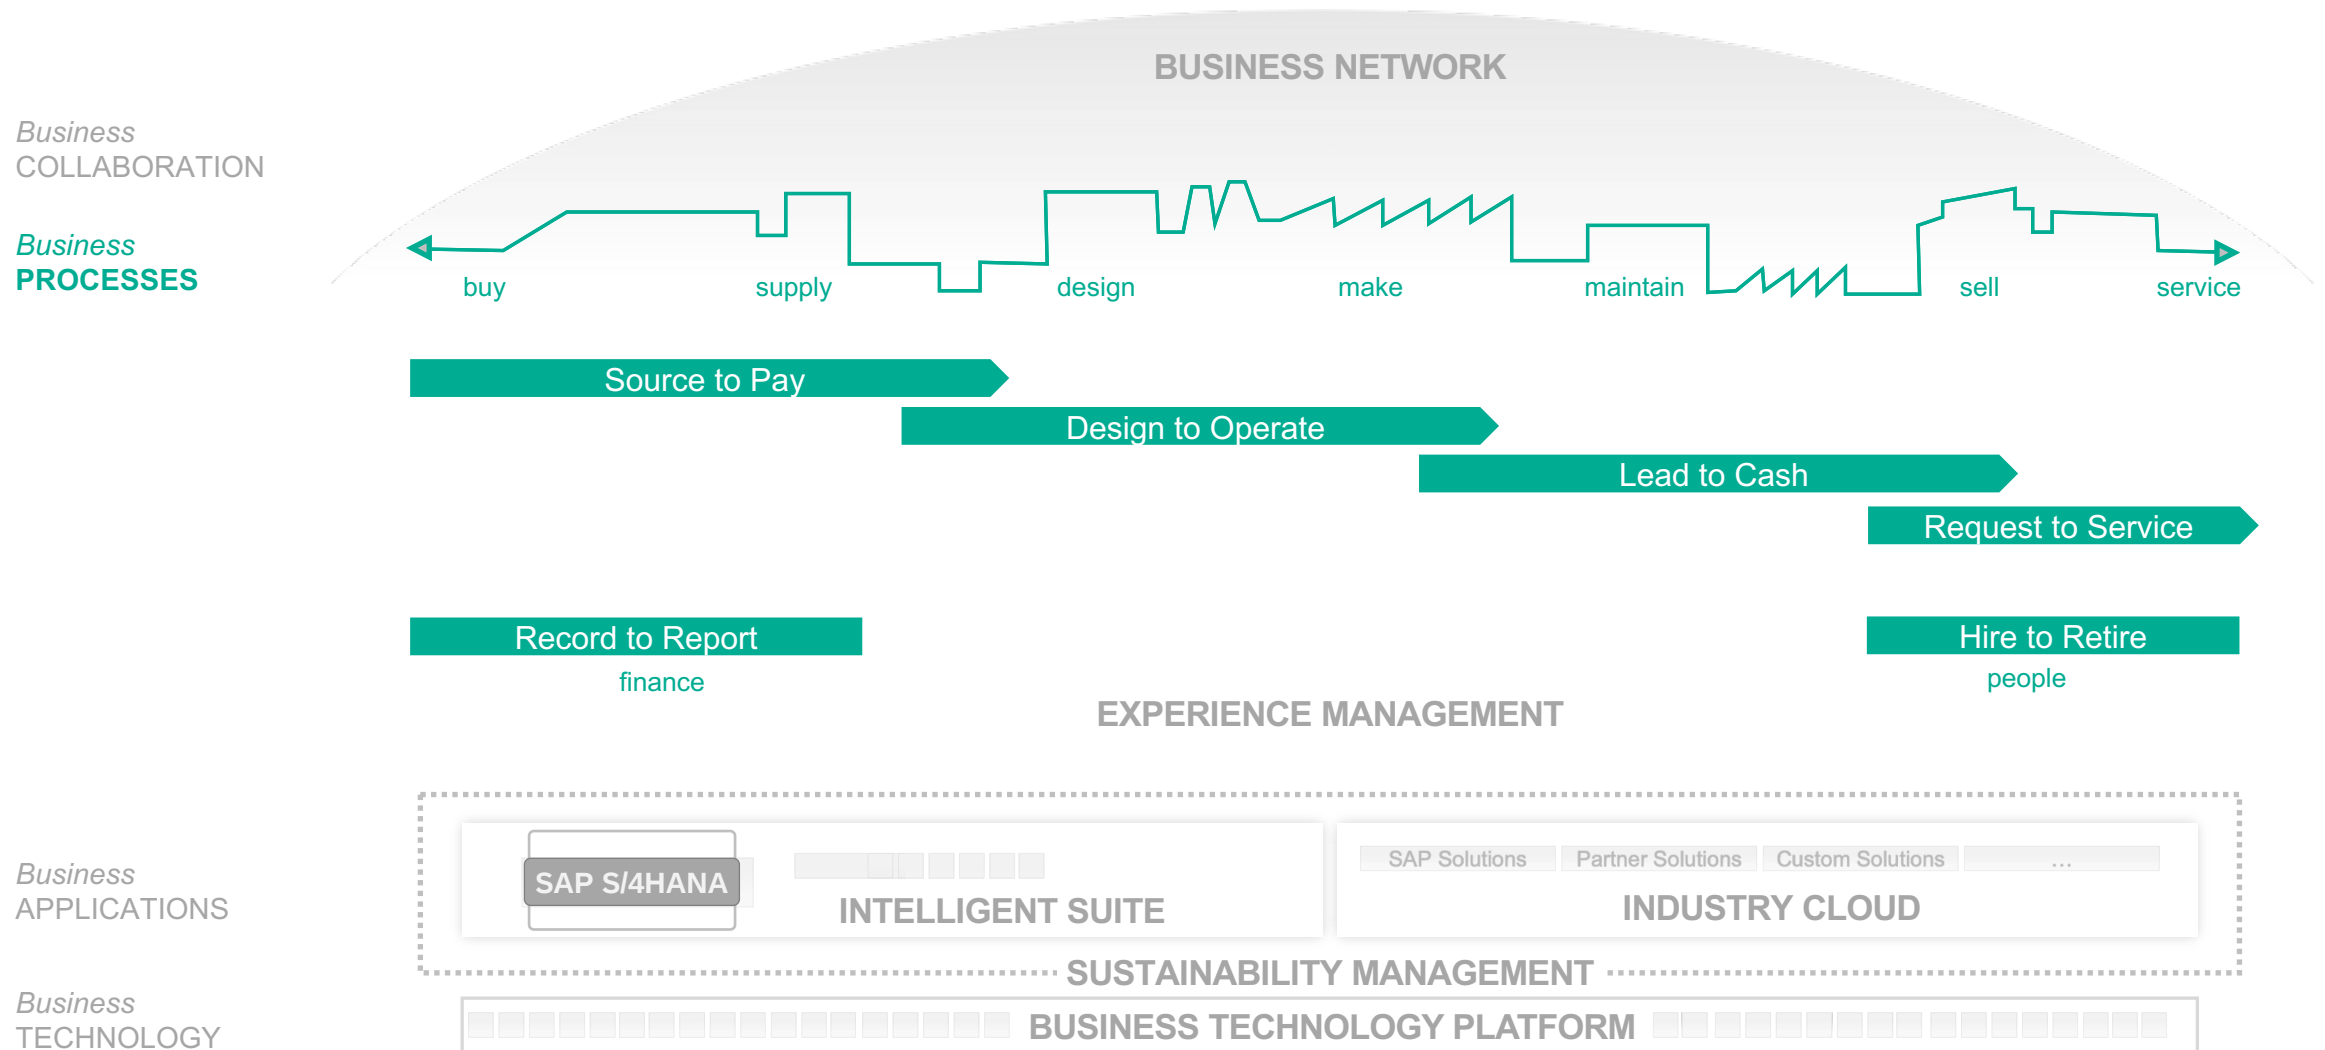 BUSINESS NETWORK
Business
COLLABORATION
Business
PROCESSES
buy supply design make maintain sell service
Source to Pay
Design to Operate
Lead to Cash
Request to Service
Record to Report
finance
Hire to Retire
people
EXPERIENCE MANAGEMENT
Business
APPLICATIONS
SAP S/4HANA
INTELLIGENT SUITE
SAP Solutions Partner Solutions Custom Solutions ...
INDUSTRY CLOUD
SUSTAINABILITY MANAGEMENT
Business
TECHNOLOGY
BUSINESS TECHNOLOGY PLATFORM